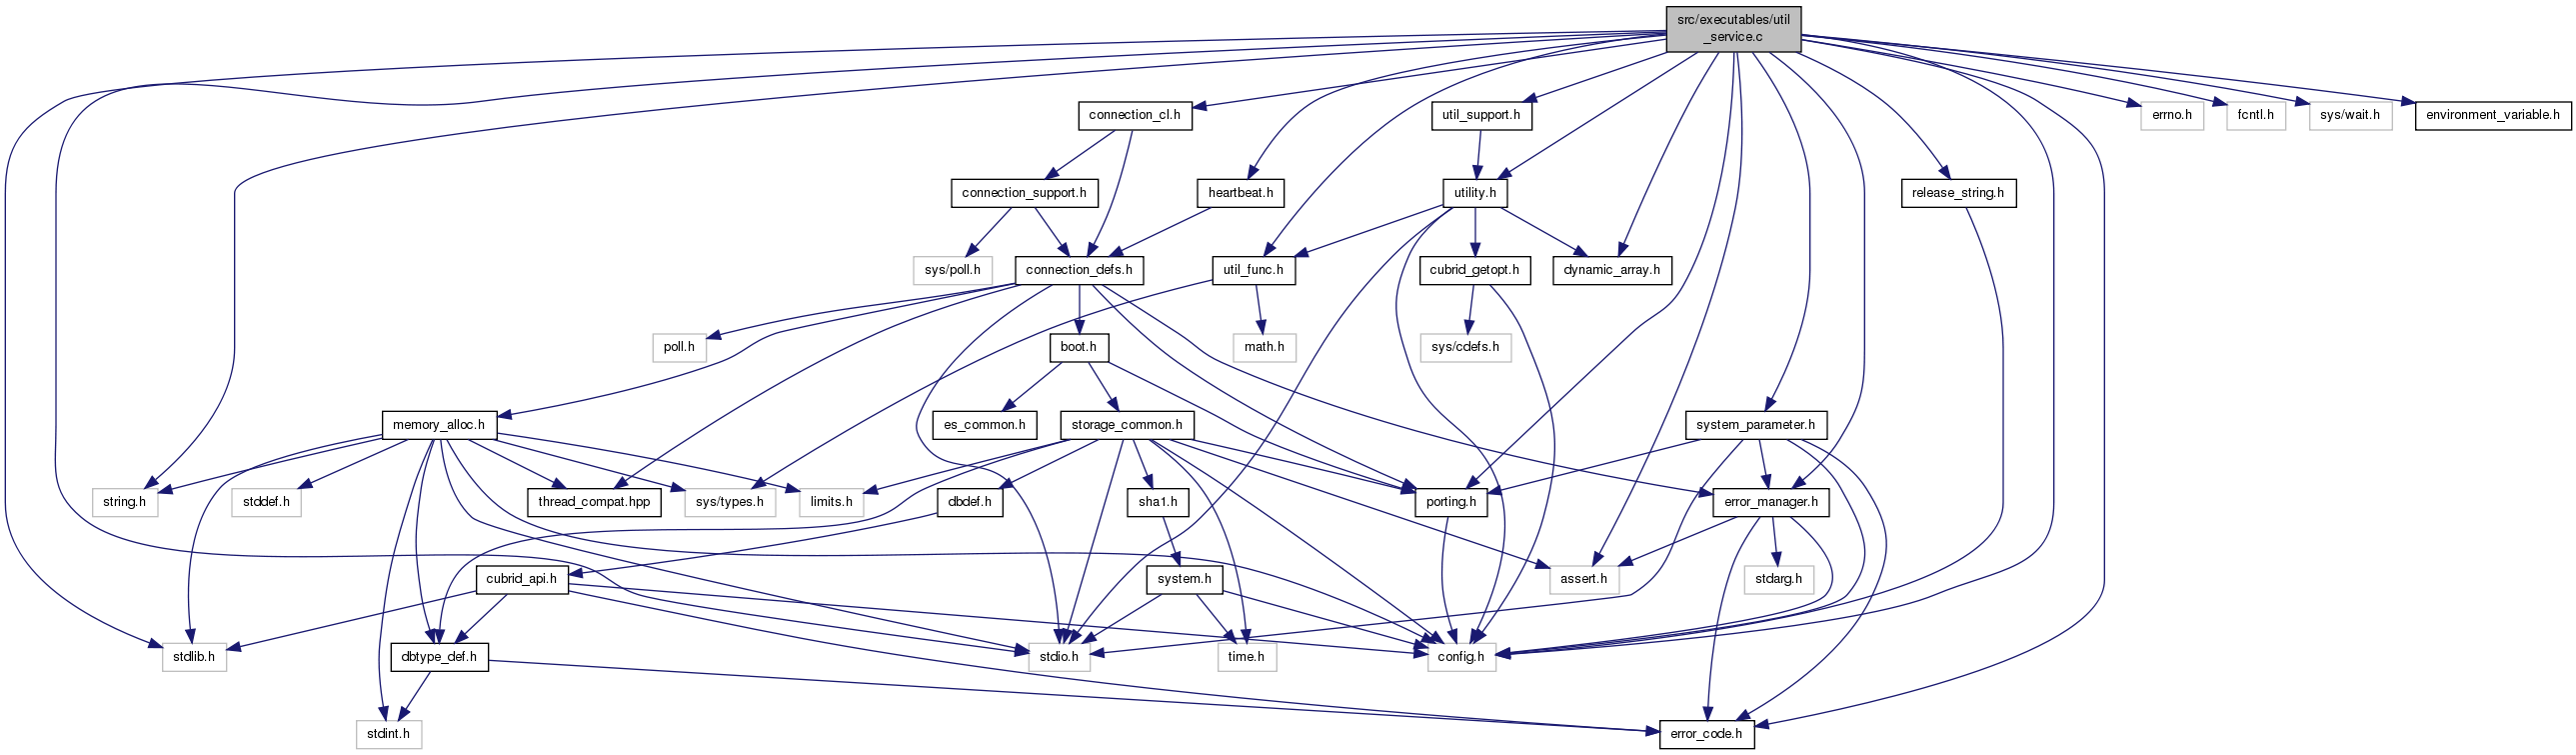 src/executables/util
_service.c
connection_cl.h
util_support.h
errno.h
fcntl.h
sys/wait.h
environment_variable.h
connection_support.h
heartbeat.h
utility.h
release_string.h
sys/poll.h
connection_defs.h
util_func.h
cubrid_getopt.h
dynamic_array.h
poll.h
boot.h
math.h
sys/cdefs.h
memory_alloc.h
es_common.h
storage_common.h
system_parameter.h
string.h
stddef.h
thread_compat.hpp
sys/types.h
limits.h
dbdef.h
sha1.h
porting.h
error_manager.h
cubrid_api.h
system.h
assert.h
stdarg.h
stdlib.h
dbtype_def.h
stdio.h
time.h
config.h
stdint.h
error_code.h